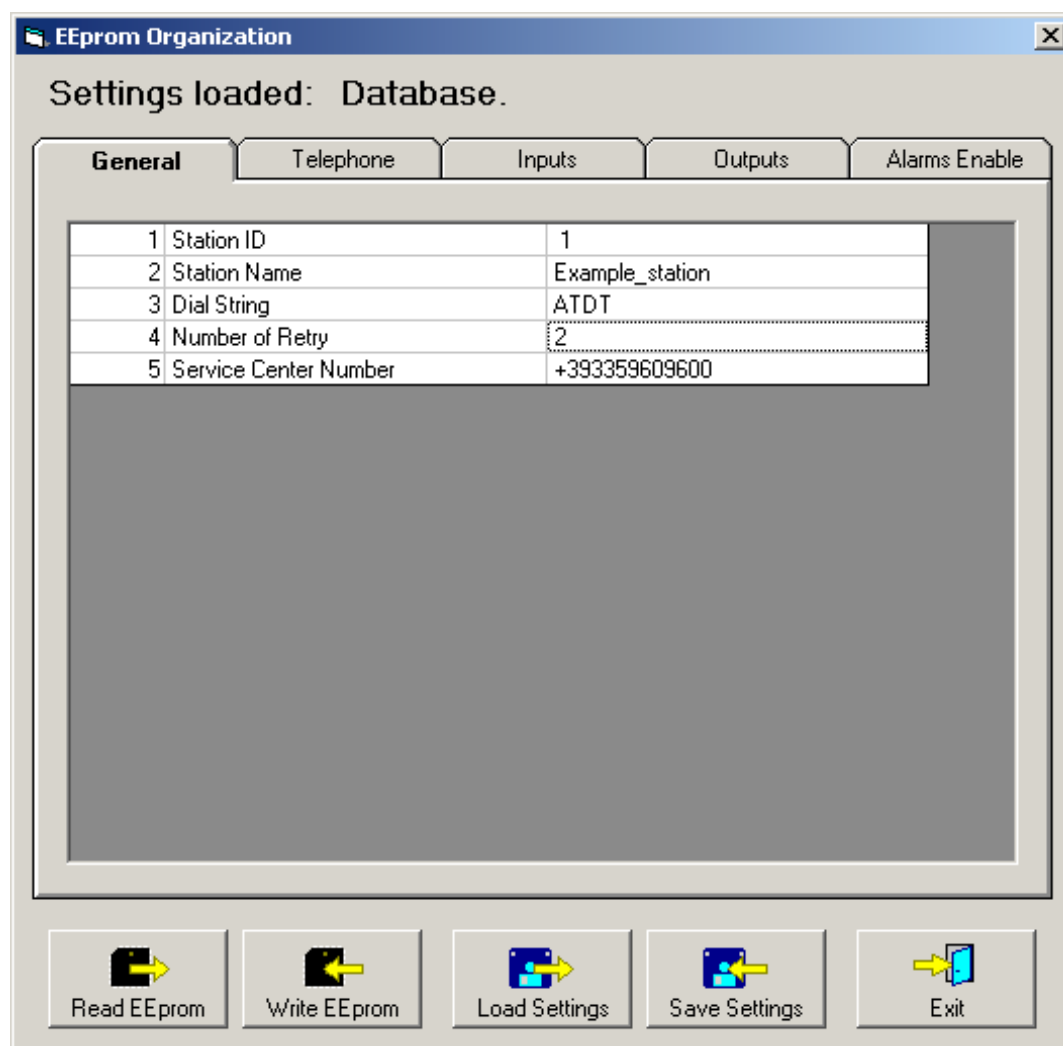 EEprom Organization
Settings loaded: Database.
General Telephone Inputs Outputs Alarms Enable
1 Station ID 1
2 Station Name Example_station
3 Dial String ATDT
4 Number of Retry 2
5 Service Center Number +393359609600
Read EEprom Write EEprom Load Settings Save Settings Exit